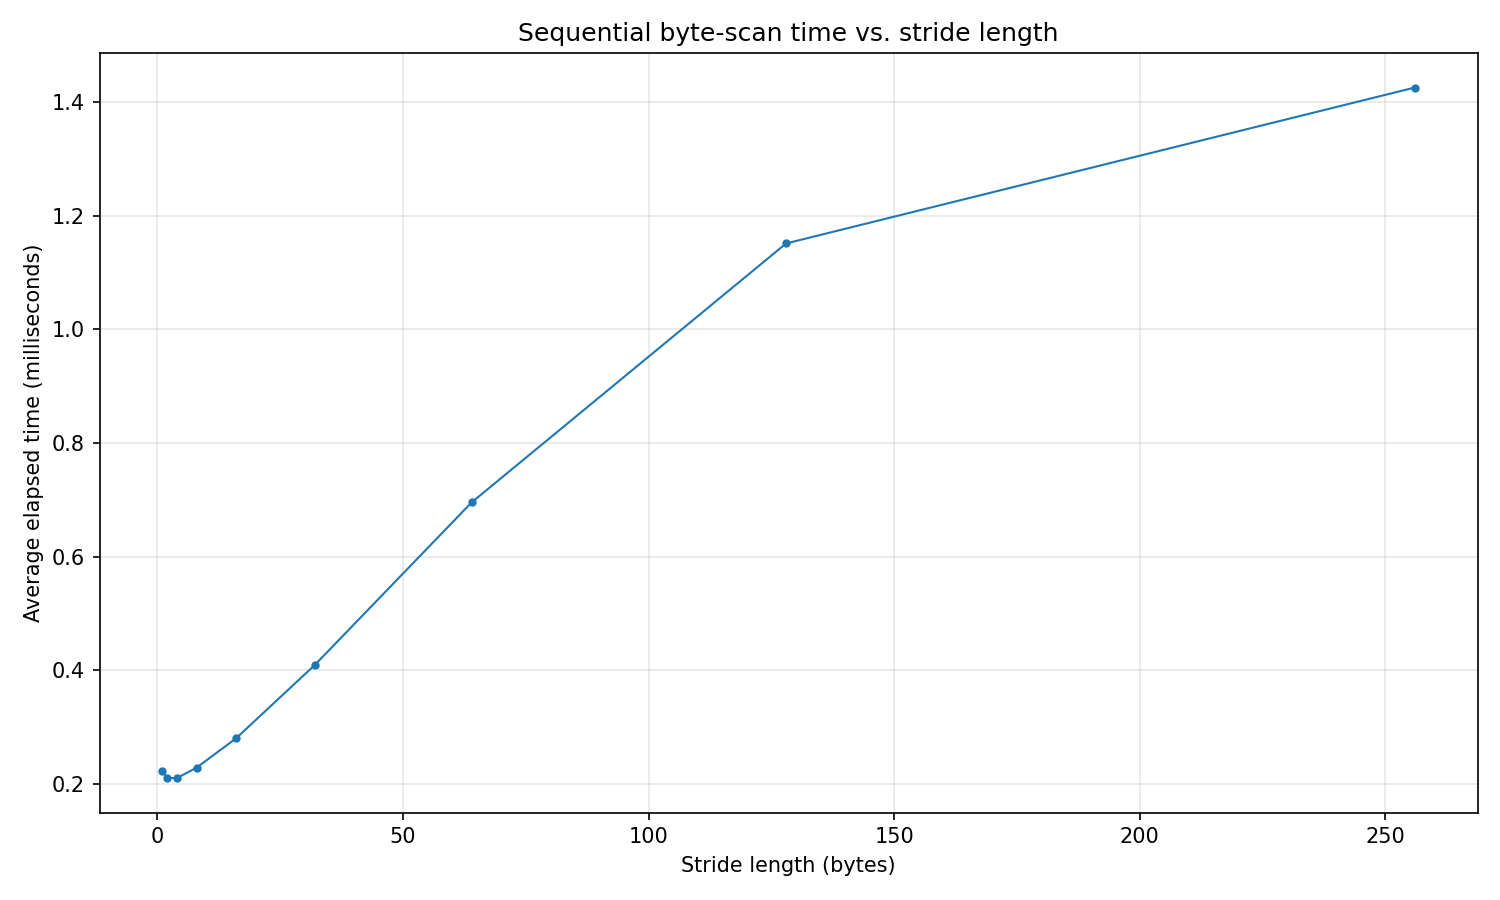 Sequential byte-scan time vs. stride length
Average elapsed time (milliseconds)
1.4
1.2
1.0
0.8
0.6
0.4
0.2
0 50 100 150 200 250
Stride length (bytes)